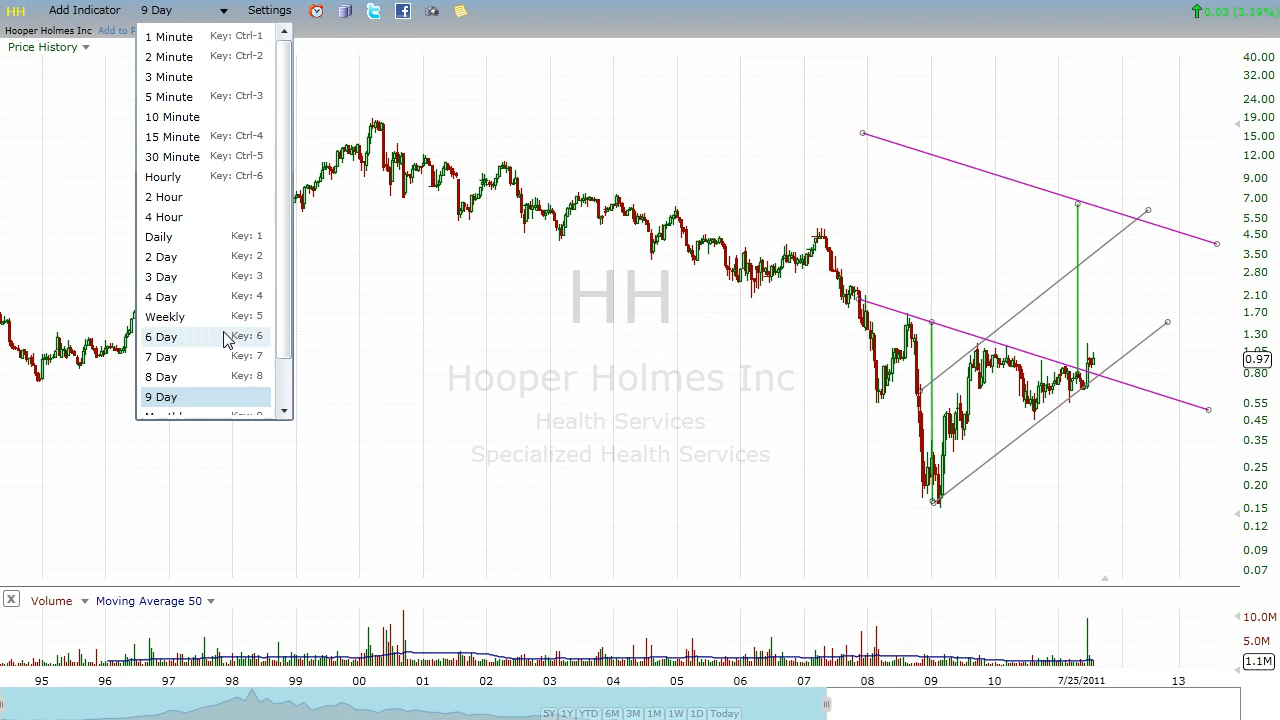 HH Add Indicator 9 Day Settings 0.03 (3.19%)
Hooper Holmes Inc Add to
Price History
1 Minute Key: Ctrl-1
2 Minute Key: Ctrl-2
3 Minute
5 Minute Key: Ctrl-3
10 Minute
15 Minute Key: Ctrl-4
30 Minute Key: Ctrl-5
Hourly Key: Ctrl-6
2 Hour
4 Hour
Daily Key: 1
2 Day Key: 2
3 Day Key: 3
4 Day Key: 4
Weekly Key: 5
6 Day Key: 6
7 Day Key: 7
8 Day Key: 8
9 Day
HH
Hooper Holmes Inc
Health Services
Specialized Health Services
40.00
32.00
24.00
19.00
15.00
12.00
9.00
7.00
5.50
4.50
3.50
2.80
2.10
1.70
1.30
0.97
0.80
0.55
0.45
0.35
0.25
0.20
0.15
0.12
0.09
0.07
X Volume Moving Average 50
10.0M
5.0M
1.1M
95 96 97 98 99 00 01 02 03 04 05 06 07 08 09 10 7/25/2011 13
5Y 1Y YTD 6M 3M 1M 1W 1D Today